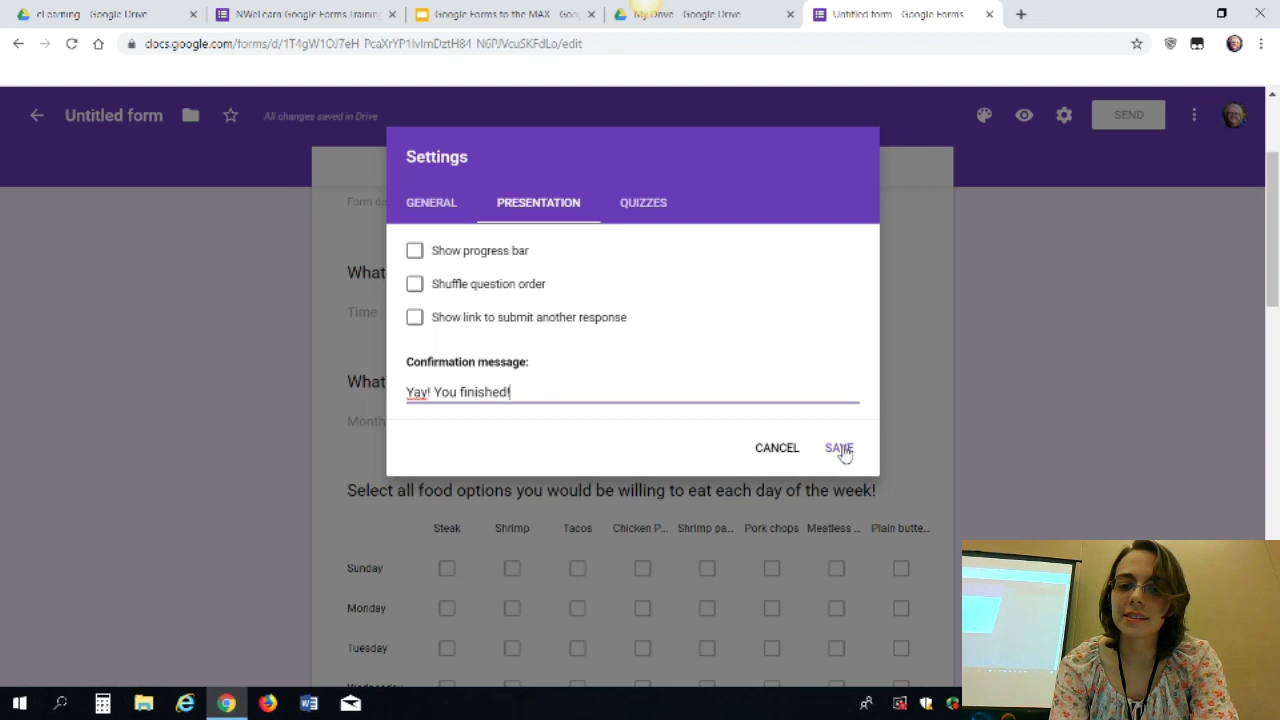 eLearning - Google Drive
NWeLearn Google Forms Training
Google Forms to the MAX - Goo
My Drive - Google Drive
Untitled form - Google Forms
docs.google.com/forms/d/
/edit
Untitled form
All changes saved in Drive
SEND
Settings
GENERAL
PRESENTATION
QUIZZES
Form de
Show progress bar
What
Shuffle question order
Time
Show link to submit another response
Confirmation message:
What
Yay! You finished!
Month
CANCEL
SAVE
Select all food options you would be willing to eat each day of the week!
Steak
Shrimp
Tacos
Chicken P...
Shrimp pa...
Pork chops
Meatless ...
Plain butte...
Sunday
Monday
Tuesday